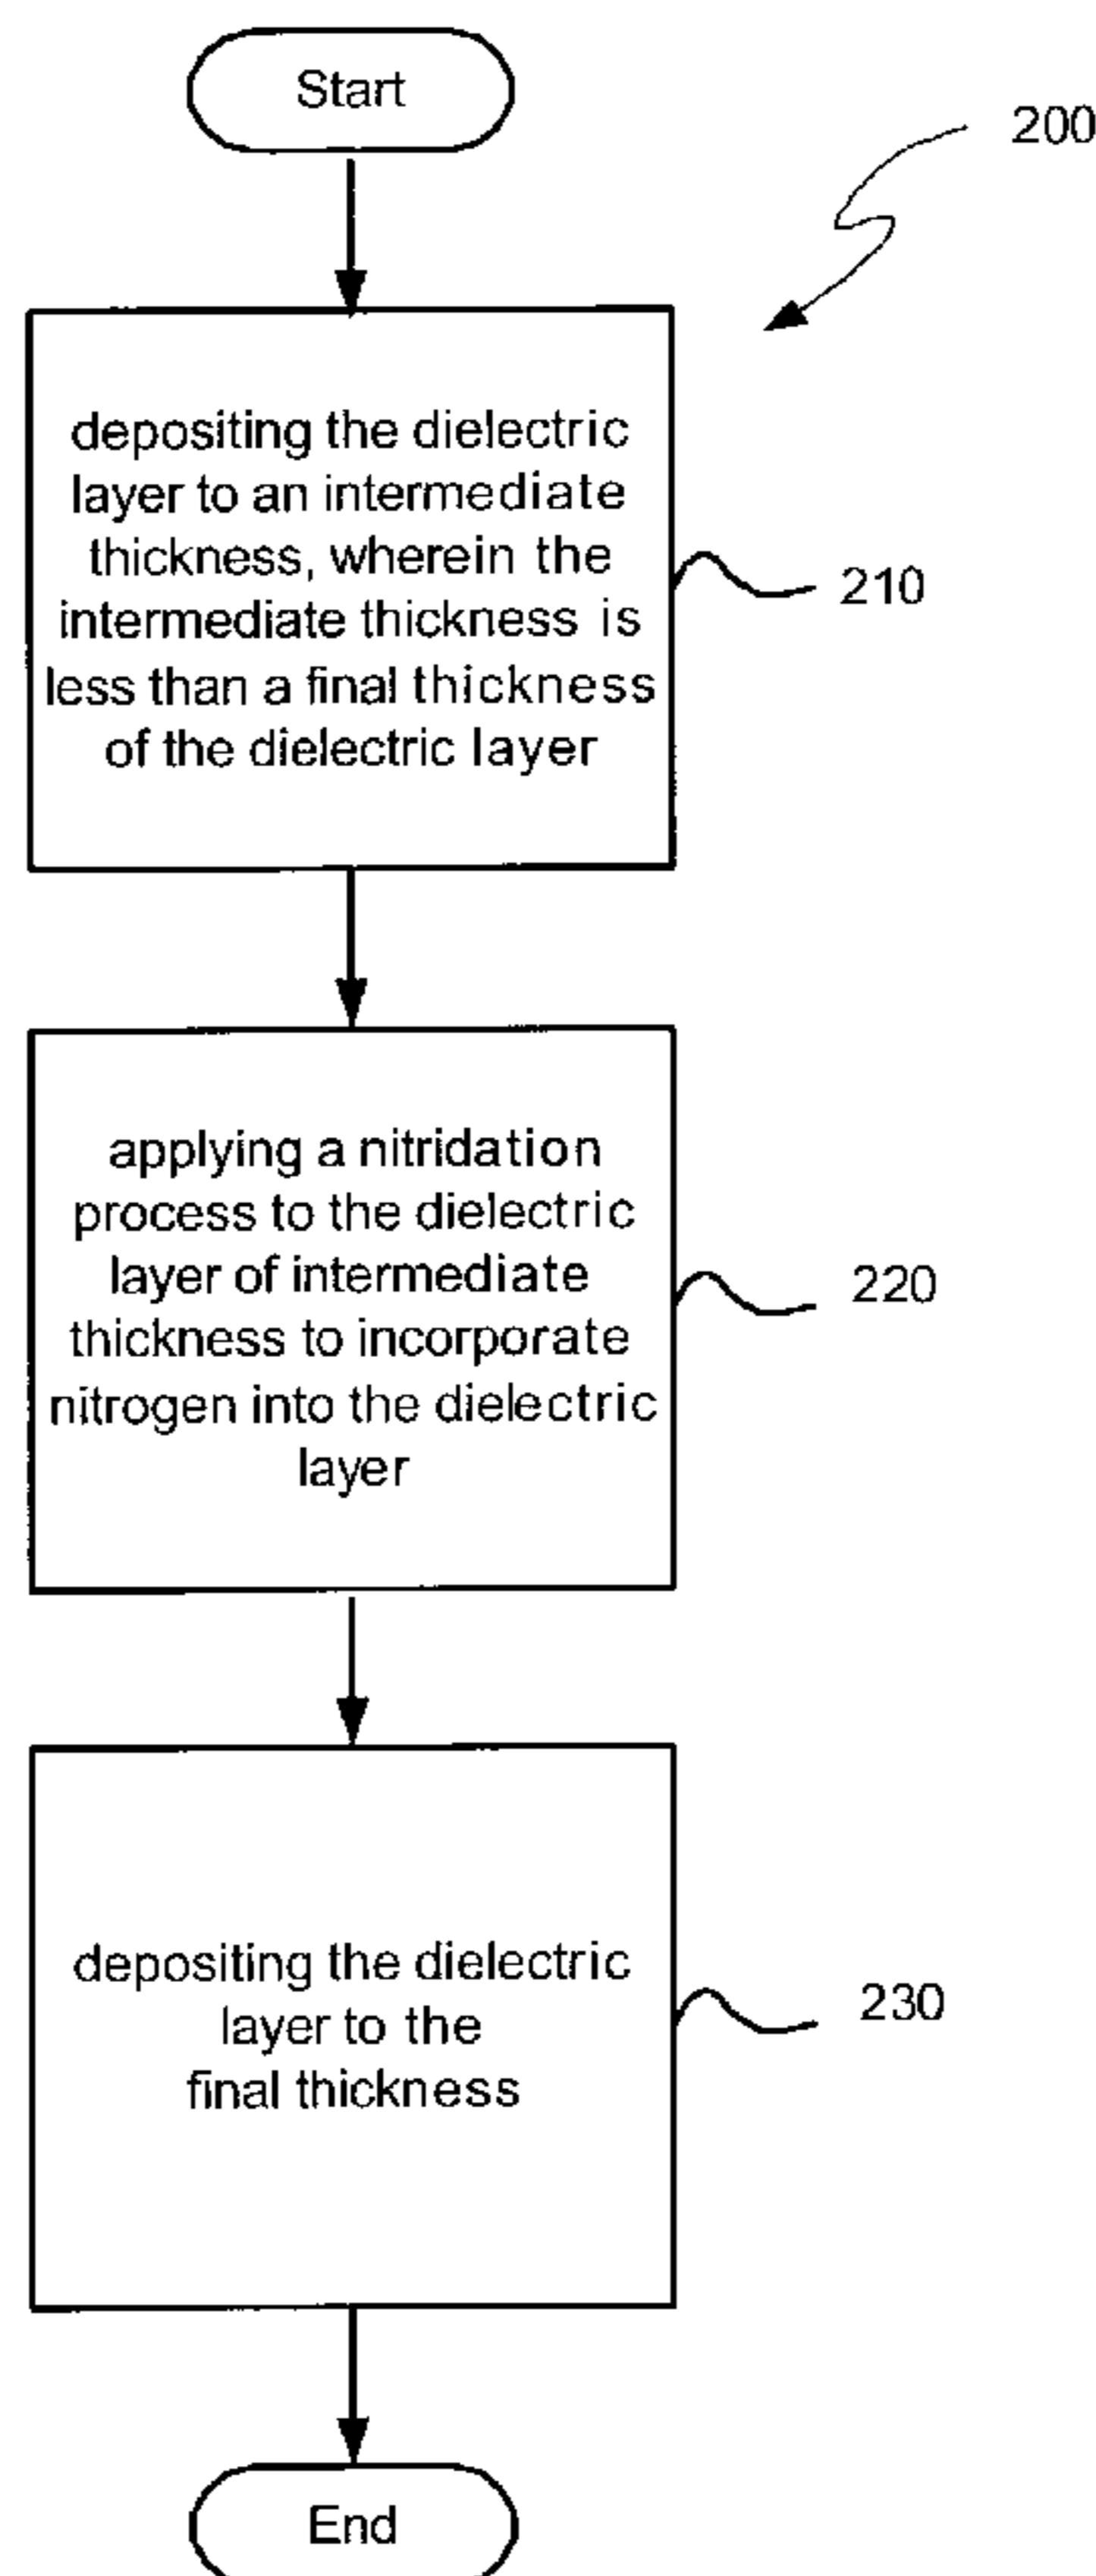 Start
200
depositing the dielectric
layer to an intermediate
thickness, wherein the
intermediate thickness is
less than a final thickness
of the dielectric layer
210
applying a nitridation
process to the dielectric
layer of intermediate
thickness to incorporate
nitrogen into the dielectric
layer
220
depositing the dielectric
layer to the
final thickness
230
End